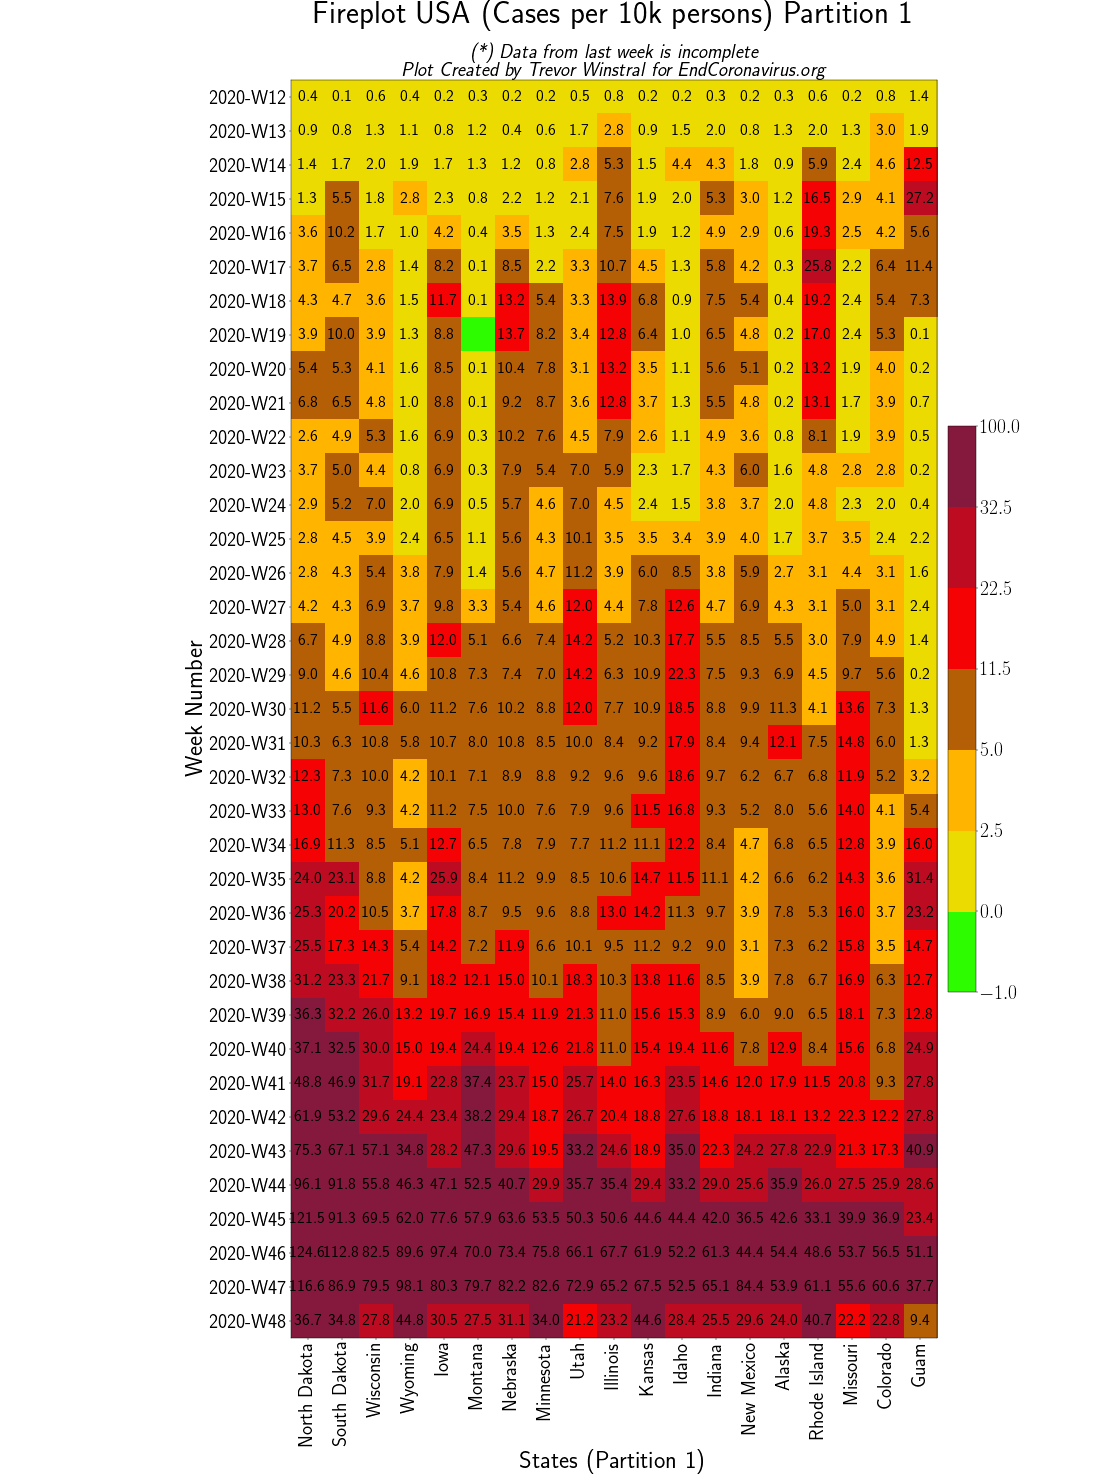 Fireplot USA (Cases per 10k persons) Partition 1
(*) Data from last week is incomplete
Plot Created by Trevor Winstral for EndCoronavirus.org
2020-W12 0.4 0.1 0.6 0.4 0.2 0.3 0.2 0.2 0.5 0.8 0.2 0.2 0.3 0.2 0.3 0.6 0.2 0.8 1.4
2020-W13 0.9 0.8 1.3 1.1 0.8 1.2 0.4 0.6 1.7 2.8 0.9 1.5 2.0 0.8 1.3 2.0 1.3 3.0 1.9
2020-W14 1.4 1.7 2.0 1.9 1.7 1.3 1.2 0.8 2.8 5.3 1.5 4.4 4.3 1.8 0.9 5.9 2.4 4.6 12.5
2020-W15 1.3 5.5 1.8 2.8 2.3 0.8 2.2 1.2 2.1 7.6 1.9 2.0 5.3 3.0 1.2 16.5 2.9 4.1 27.2
2020-W16 3.6 10.2 1.7 1.0 4.2 0.4 3.5 1.3 2.4 7.5 1.9 1.2 4.9 2.9 0.6 19.3 2.5 4.2 5.6
2020-W17 3.7 6.5 2.8 1.4 8.2 0.1 8.5 2.2 3.3 10.7 4.5 1.3 5.8 4.2 0.3 25.8 2.2 6.4 11.4
2020-W18 4.3 4.7 3.6 1.5 11.7 0.1 13.2 5.4 3.3 13.9 6.8 0.9 7.5 5.4 0.4 19.2 2.4 5.4 7.3
2020-W19 3.9 10.0 3.9 1.3 8.8 13.7 8.2 3.4 12.8 6.4 1.0 6.5 4.8 0.2 17.0 2.4 5.3 0.1
2020-W20 5.4 5.3 4.1 1.6 8.5 0.1 10.4 7.8 3.1 13.2 3.5 1.1 5.6 5.1 0.2 13.2 1.9 4.0 0.2
2020-W21 6.8 6.5 4.8 1.0 8.8 0.1 9.2 8.7 3.6 12.8 3.7 1.3 5.5 4.8 0.2 13.1 1.7 3.9 0.7
2020-W22 2.6 4.9 5.3 1.6 6.9 0.3 10.2 7.6 4.5 7.9 2.6 1.1 4.9 3.6 0.8 8.1 1.9 3.9 0.5
2020-W23 3.7 5.0 4.4 0.8 6.9 0.3 7.9 5.4 7.0 5.9 2.3 1.7 4.3 6.0 1.6 4.8 2.8 2.8 0.2
2020-W24 2.9 5.2 7.0 2.0 6.9 0.5 5.7 4.6 7.0 4.5 2.4 1.5 3.8 3.7 2.0 4.8 2.3 2.0 0.4
2020-W25 2.8 4.5 3.9 2.4 6.5 1.1 5.6 4.3 10.1 3.5 3.5 3.4 3.9 4.0 1.7 3.7 3.5 2.4 2.2
2020-W26 2.8 4.3 5.4 3.8 7.9 1.4 5.6 4.7 11.2 3.9 6.0 8.5 3.8 5.9 2.7 3.1 4.4 3.1 1.6
2020-W27 4.2 4.3 6.9 3.7 9.8 3.3 5.4 4.6 12.0 4.4 7.8 12.6 4.7 6.9 4.3 3.1 5.0 3.1 2.4
2020-W28 6.7 4.9 8.8 3.9 12.0 5.1 6.6 7.4 14.2 5.2 10.3 17.7 5.5 8.5 5.5 3.0 7.9 4.9 1.4
2020-W29 9.0 4.6 10.4 4.6 10.8 7.3 7.4 7.0 14.2 6.3 10.9 22.3 7.5 9.3 6.9 4.5 9.7 5.6 0.2
2020-W30 11.2 5.5 11.6 6.0 11.2 7.6 10.2 8.8 12.0 7.7 10.9 18.5 8.8 9.9 11.3 4.1 13.6 7.3 1.3
2020-W31 10.3 6.3 10.8 5.8 10.7 8.0 10.8 8.5 10.0 8.4 9.2 17.9 8.4 9.4 12.1 7.5 14.8 6.0 1.3
2020-W32 12.3 7.3 10.0 4.2 10.1 7.1 8.9 8.8 9.2 9.6 9.6 18.6 9.7 6.2 6.7 6.8 11.9 5.2 3.2
2020-W33 13.0 7.6 9.3 4.2 11.2 7.5 10.0 7.6 7.9 9.6 11.5 16.8 9.3 5.2 8.0 5.6 14.0 4.1 5.4
2020-W34 16.9 11.3 8.5 5.1 12.7 6.5 7.8 7.9 7.7 11.2 11.1 12.2 8.4 4.7 6.8 6.5 12.8 3.9 16.0
2020-W35 24.0 23.1 8.8 4.2 25.9 8.4 11.2 9.9 8.5 10.6 14.7 11.5 11.1 4.2 6.6 6.2 14.3 3.6 31.4
2020-W36 25.3 20.2 10.5 3.7 17.8 8.7 9.5 9.6 8.8 13.0 14.2 11.3 9.7 3.9 7.8 5.3 16.0 3.7 23.2
2020-W37 25.5 17.3 14.3 5.4 14.2 7.2 11.9 6.6 10.1 9.5 11.2 9.2 9.0 3.1 7.3 6.2 15.8 3.5 14.7
2020-W38 31.2 23.3 21.7 9.1 18.2 12.1 15.0 10.1 18.3 10.3 13.8 11.6 8.5 3.9 7.8 6.7 16.9 6.3 12.7
2020-W39 36.3 32.2 26.0 13.2 19.7 16.9 15.4 11.9 21.3 11.0 15.6 15.3 8.9 6.0 9.0 6.5 18.1 7.3 12.8
2020-W40 37.1 32.5 30.0 15.0 19.4 24.4 19.4 12.6 21.8 11.0 15.4 19.4 11.6 7.8 12.9 8.4 15.6 6.8 24.9
2020-W41 48.8 46.9 31.7 19.1 22.8 37.4 23.7 15.0 25.7 14.0 16.3 23.5 14.6 12.0 17.9 11.5 20.8 9.3 27.8
2020-W42 61.9 53.2 29.6 24.4 23.4 38.2 29.4 18.7 26.7 20.4 18.8 27.6 18.8 18.1 18.1 13.2 22.3 12.2 27.8
2020-W43 75.3 67.1 57.1 34.8 28.2 47.3 29.6 19.5 33.2 24.6 18.9 35.0 22.3 24.2 27.8 22.9 21.3 17.3 40.9
2020-W44 96.1 91.8 55.8 46.3 47.1 52.5 40.7 29.9 35.7 35.4 29.4 33.2 29.0 25.6 35.9 26.0 27.5 25.9 28.6
2020-W45 121.5 91.3 69.5 62.0 77.6 57.9 63.6 53.5 50.3 50.6 44.6 44.4 42.0 36.5 42.6 33.1 39.9 36.9 23.4
2020-W46 124.6 112.8 82.5 89.6 97.4 70.0 73.4 75.8 66.1 67.7 61.9 52.2 61.3 44.4 54.4 48.6 53.7 56.5 51.1
2020-W47 116.6 86.9 79.5 98.1 80.3 79.7 82.2 82.6 72.9 65.2 67.5 52.5 65.1 84.4 53.9 61.1 55.6 60.6 37.7
2020-W48 36.7 34.8 27.8 44.8 30.5 27.5 31.1 34.0 21.2 23.2 44.6 28.4 25.5 29.6 24.0 40.7 22.2 22.8 9.4
Week Number
North Dakota
South Dakota
Wisconsin
Wyoming
Iowa
Montana
Nebraska
Minnesota
Utah
Illinois
Kansas
Idaho
Indiana
New Mexico
Alaska
Rhode Island
Missouri
Colorado
Guam
States (Partition 1)
100.0
32.5
22.5
11.5
5.0
2.5
0.0
−1.0